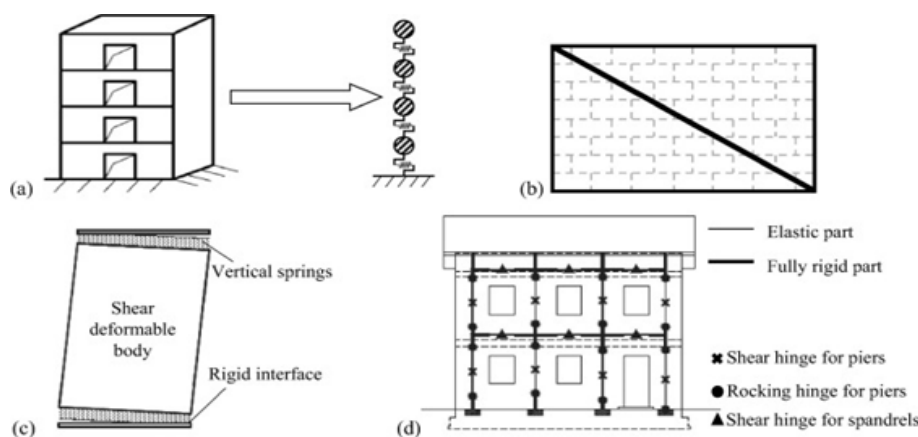 (a)
(b)
Vertical springs
Shear
deformable
body
Rigid interface
(c)
Elastic part
Fully rigid part
Shear hinge for piers
Rocking hinge for piers
Shear hinge for spandrels
(d)